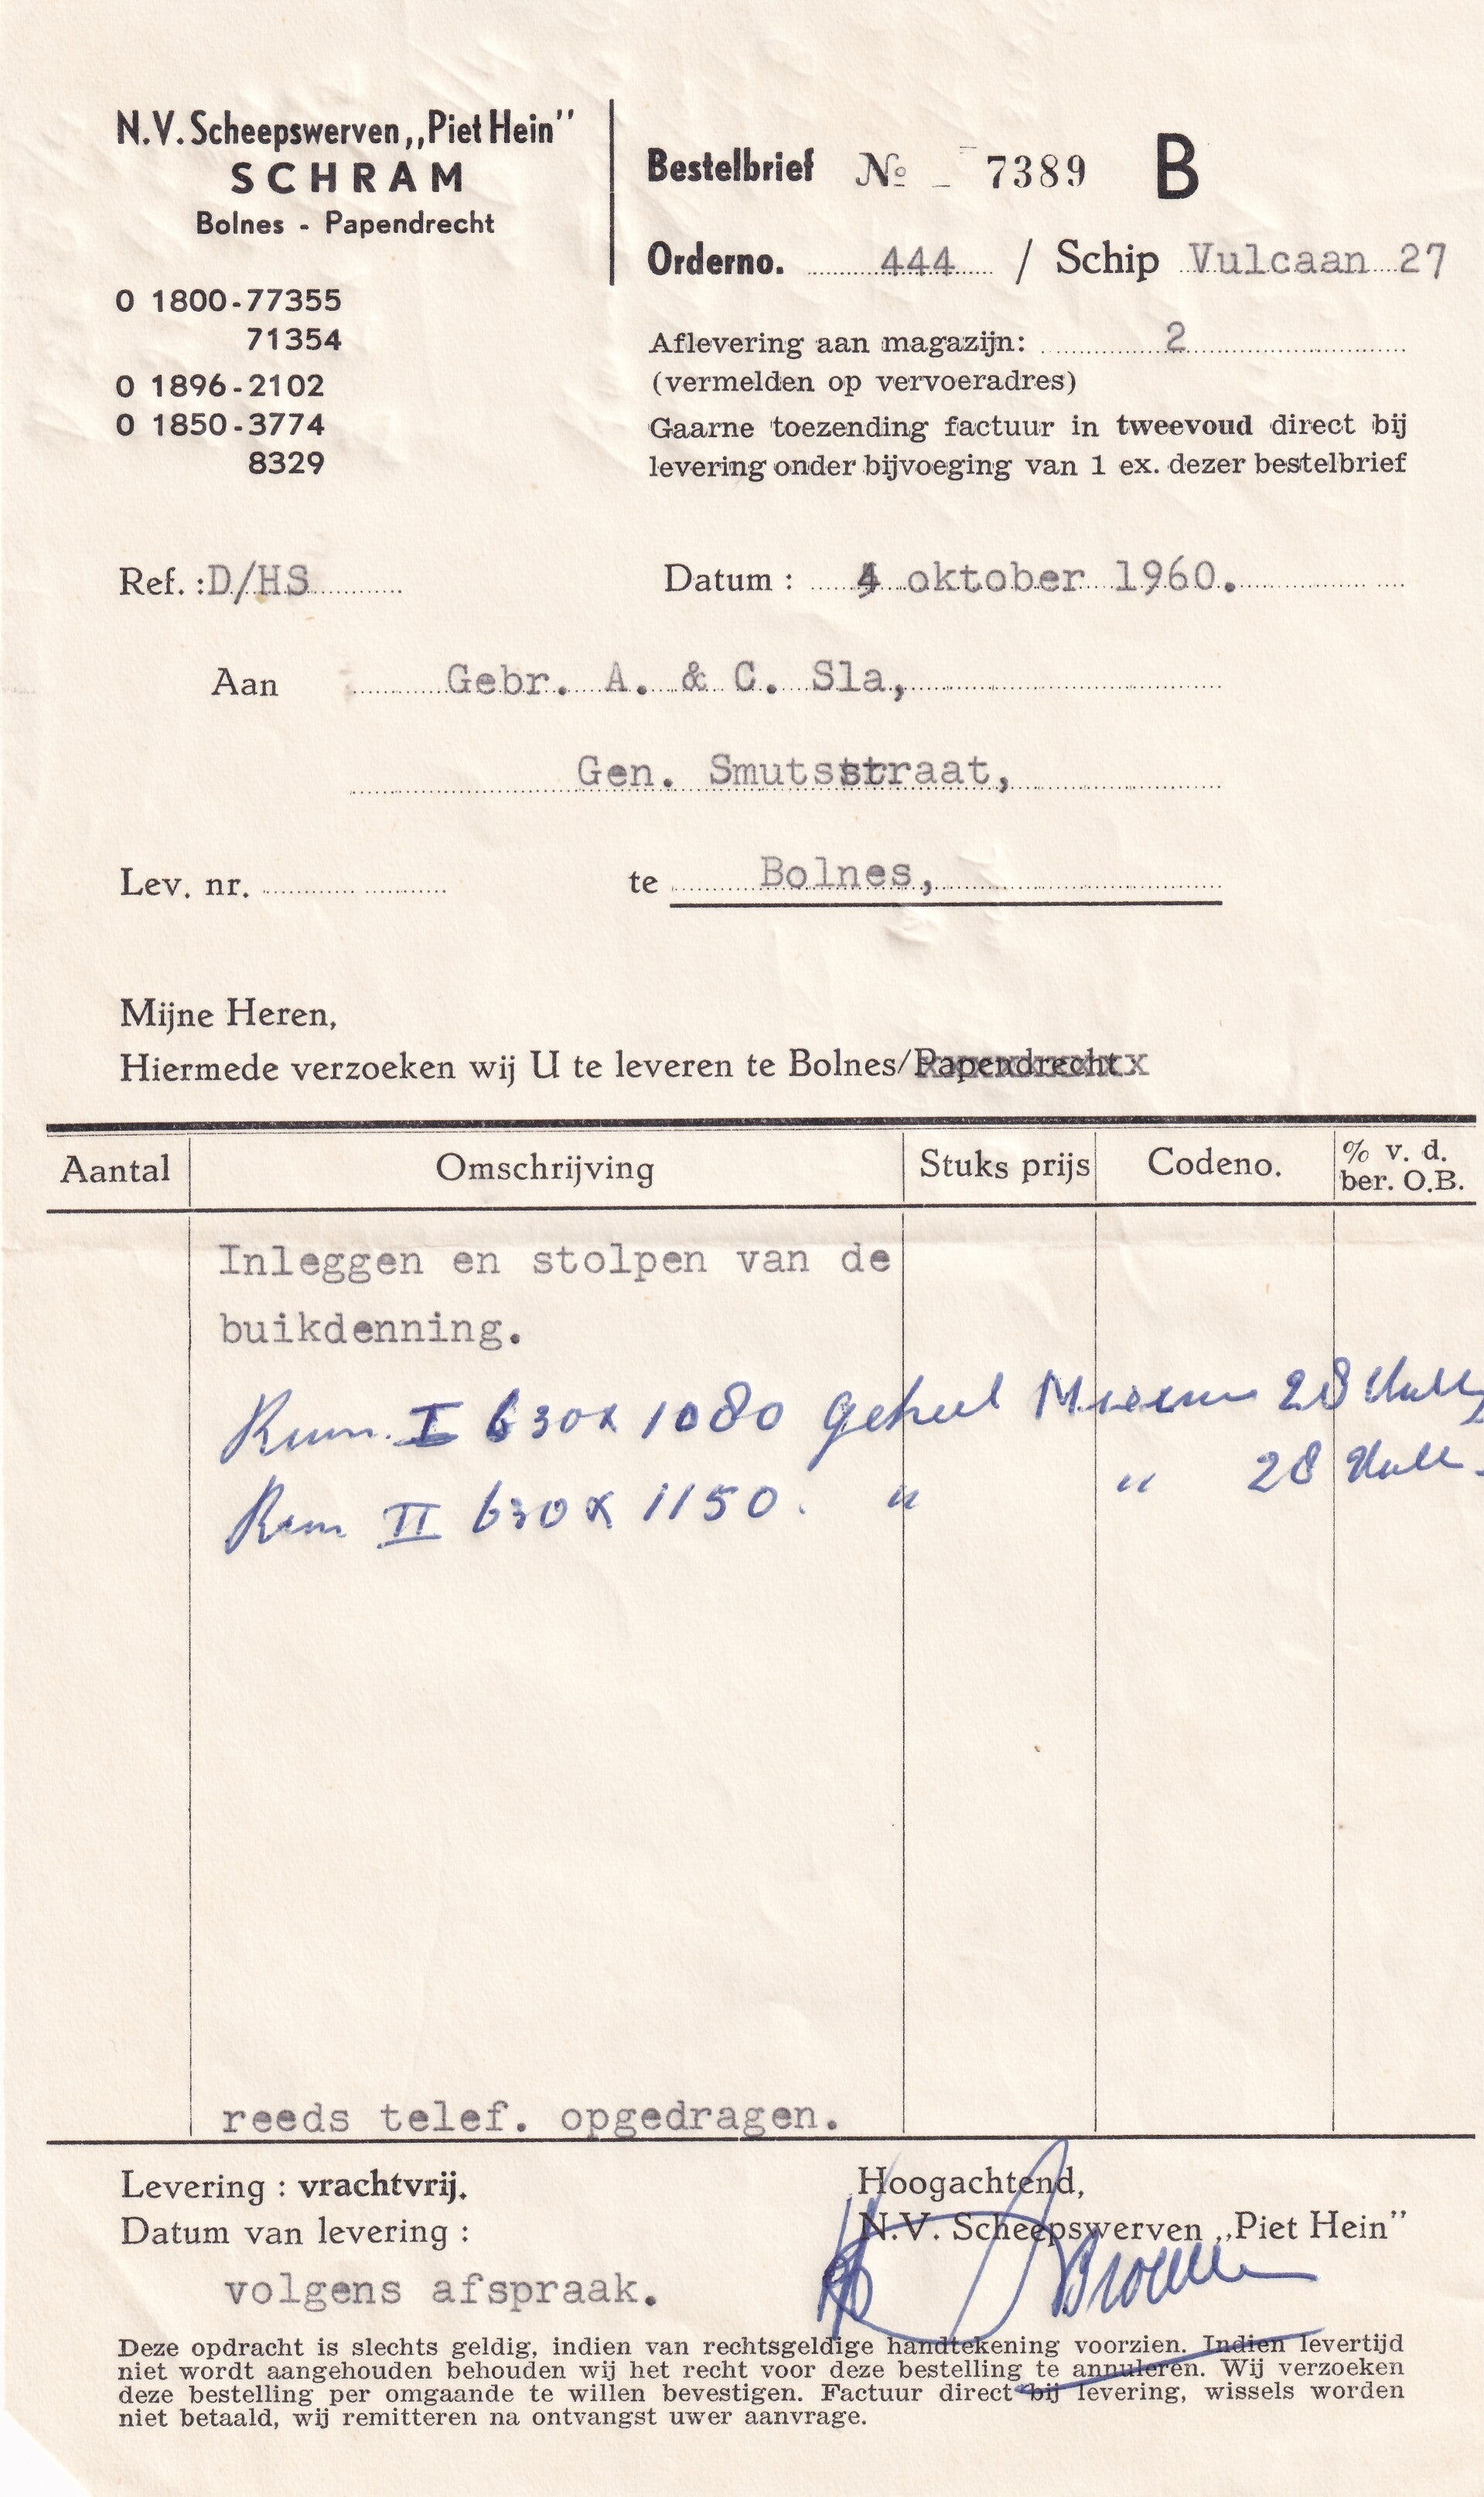 N.V. Scheepswerven „Piet Hein”
SCHRAM
Bolnes - Papendrecht
0 1800-77355
71354
0 1896-2102
0 1850-3774
8329
Bestelbrief № - 7389 B
Orderno. 444 / Schip Vulcaan 27
Aflevering aan magazijn: 2
(vermelden op vervoeradres)
Gaarne toezending factuur in tweevoud direct bij
levering onder bijvoeging van 1 ex. dezer bestelbrief
Ref. : D/HS
Datum : 4 oktober 1960.
Aan Gebr. A. & C. Sla,
Gen. Smutsstraat,
Lev. nr. te Bolnes,
Mijne Heren,
Hiermede verzoeken wij U te leveren te Bolnes/Papendrecht
Aantal Omschrijving Stuks prijs Codeno. % v. d. ber. O.B.
Inleggen en stolpen van de
buikdenning.
Ruim I 630x1080 geheel 28
Ruim II 630x1150. " " 28
reeds telef. opgedragen.
Levering : vrachtvrij.
Datum van levering :
volgens afspraak.
Hoogachtend,
N.V. Scheepswerven „Piet Hein”
Deze opdracht is slechts geldig, indien van rechtsgeldige handtekening voorzien. Indien levertijd
niet wordt aangehouden behouden wij het recht voor deze bestelling te annuleren. Wij verzoeken
deze bestelling per omgaande te willen bevestigen. Factuur direct bij levering, wissels worden
niet betaald, wij remitteren na ontvangst uwer aanvrage.